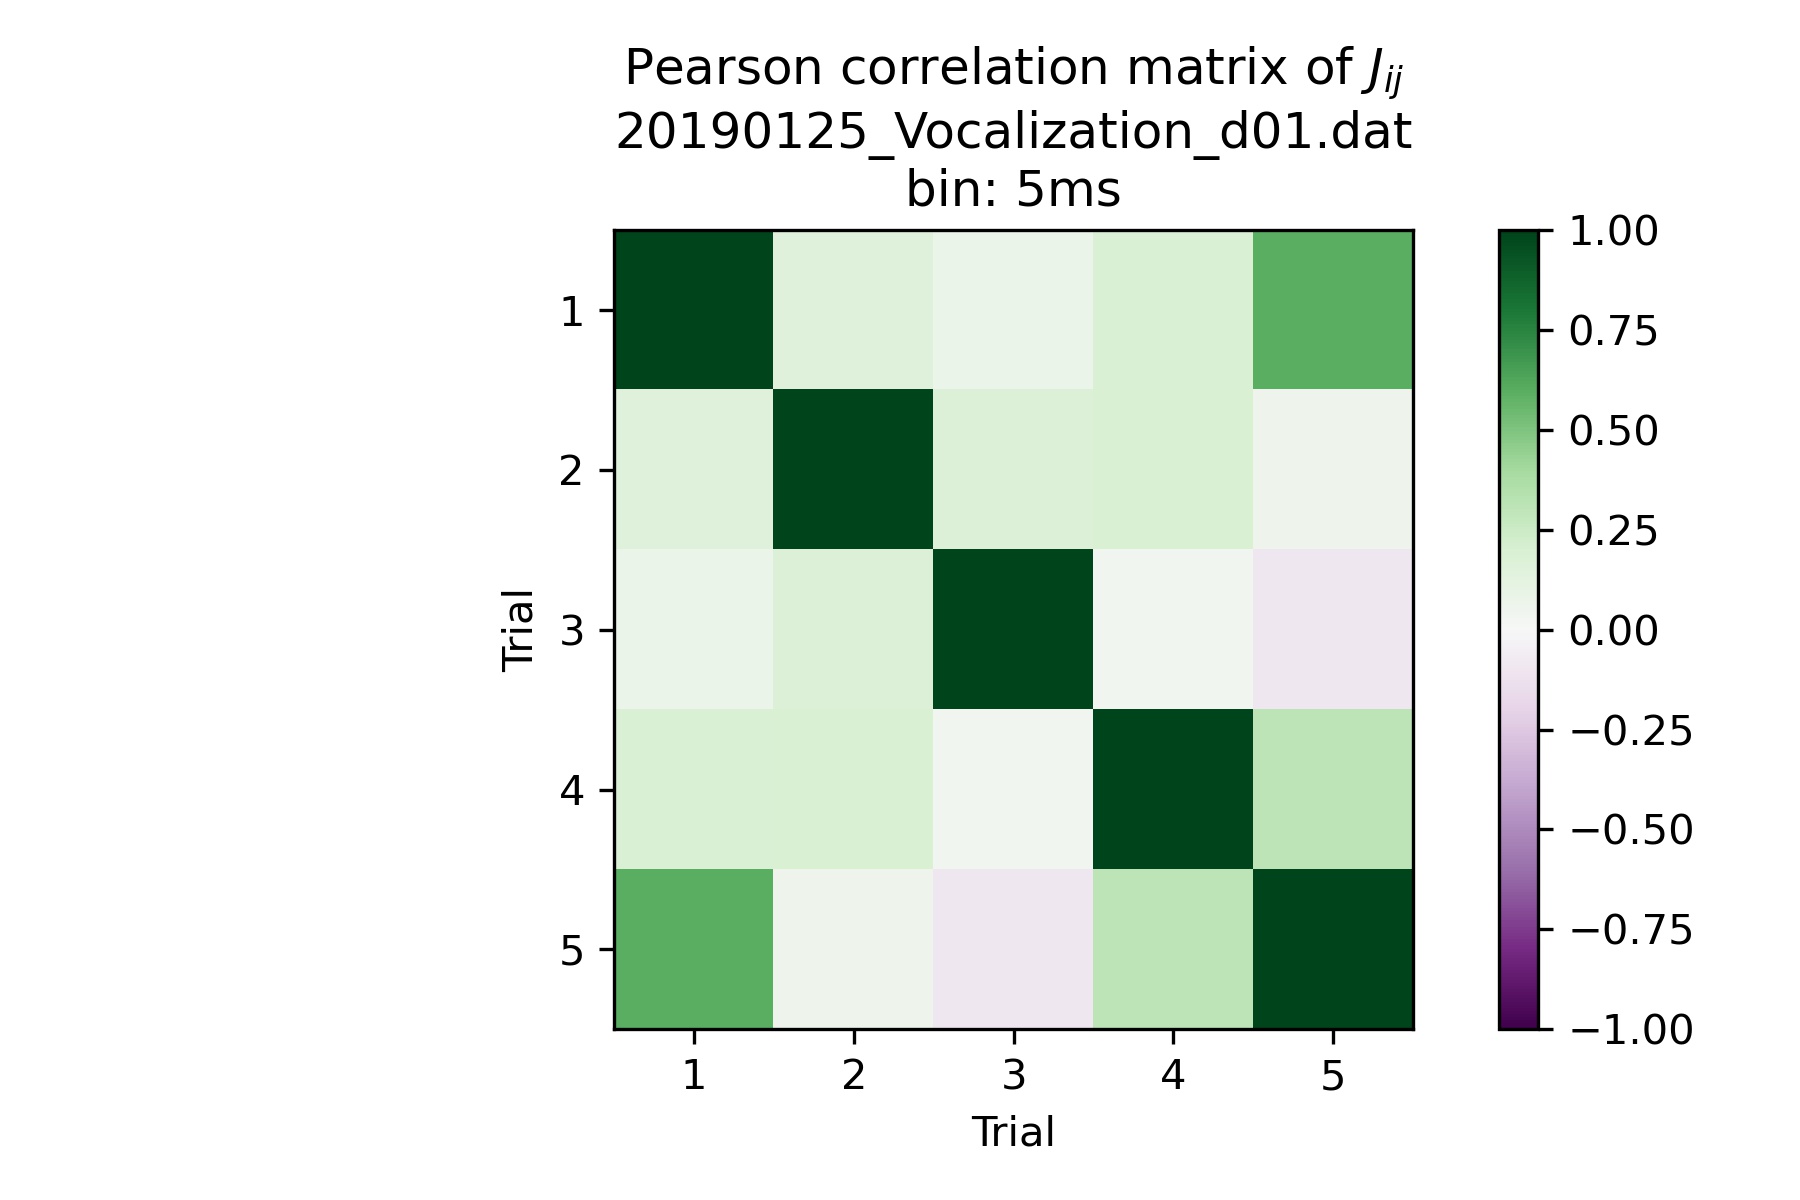 Pearson correlation matrix of J_{ij}
20190125_Vocalization_d01.dat
bin: 5ms
1.00
0.75
0.50
0.25
0.00
−0.25
−0.50
−0.75
−1.00
Trial
1
2
3
4
5
1 2 3 4 5
Trial